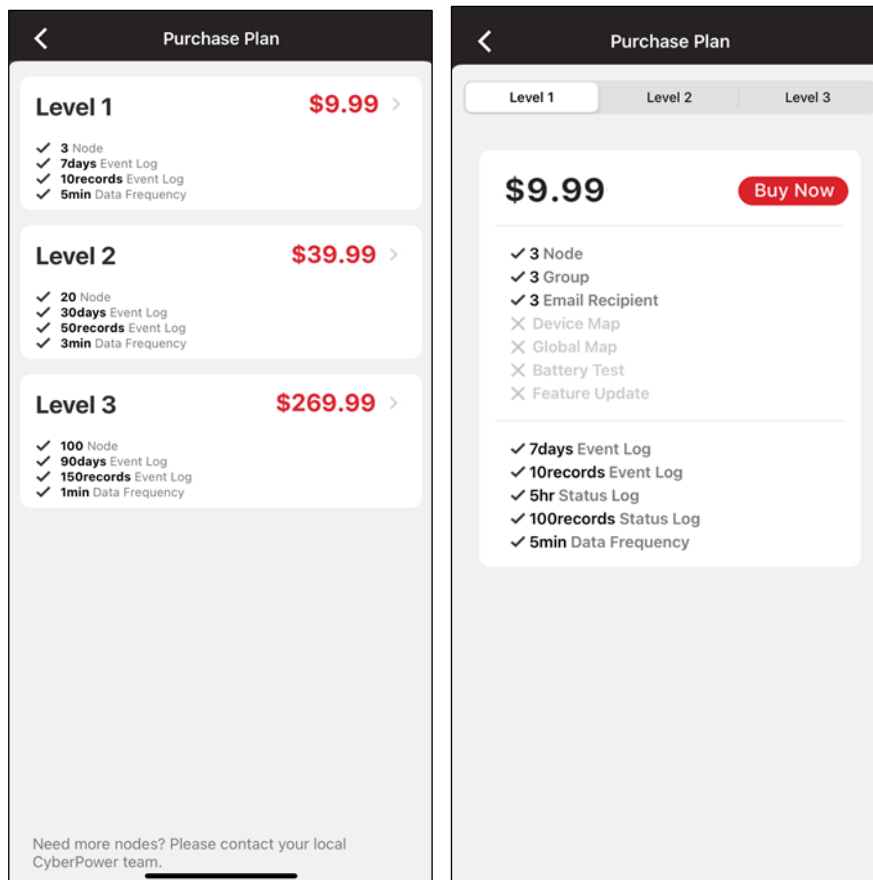 Purchase Plan
Level 1
$9.99
3 Node
7days Event Log
10records Event Log
5min Data Frequency
Level 2
$39.99
20 Node
30days Event Log
50records Event Log
3min Data Frequency
Level 3
$269.99
100 Node
90days Event Log
150records Event Log
1min Data Frequency
Need more nodes? Please contact your local
CyberPower team.
Purchase Plan
Level 1 Level 2 Level 3
$9.99
Buy Now
3 Node
3 Group
3 Email Recipient
Device Map
Global Map
Battery Test
Feature Update
7days Event Log
10records Event Log
5hr Status Log
100records Status Log
5min Data Frequency